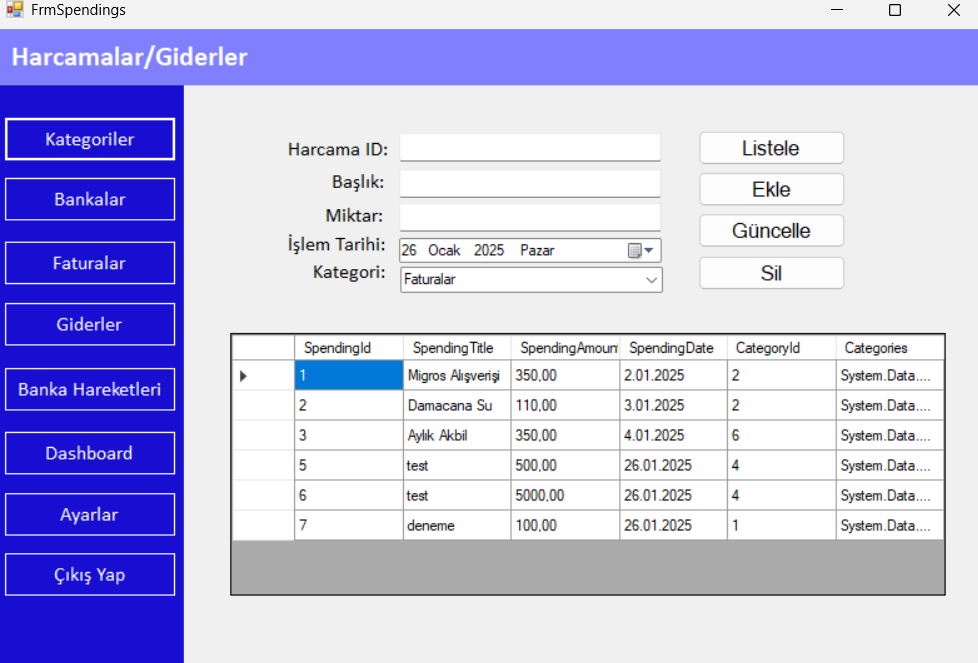 FrmSpendings
Harcamalar/Giderler
Kategoriler
Bankalar
Faturalar
Giderler
Banka Hareketleri
Dashboard
Ayarlar
Çıkış Yap
Harcama ID:
Başlık:
Miktar:
İşlem Tarihi: 26 Ocak 2025 Pazar
Kategori: Faturalar
Listele
Ekle
Güncelle
Sil
SpendingId SpendingTitle SpendingAmoun SpendingDate CategoryId Categories
1 Migros Alışverişi 350,00 2.01.2025 2 System.Data....
2 Damacana Su 110,00 3.01.2025 2 System.Data....
3 Aylık Akbil 350,00 4.01.2025 6 System.Data....
5 test 500,00 26.01.2025 4 System.Data....
6 test 5000,00 26.01.2025 4 System.Data....
7 deneme 100,00 26.01.2025 1 System.Data....